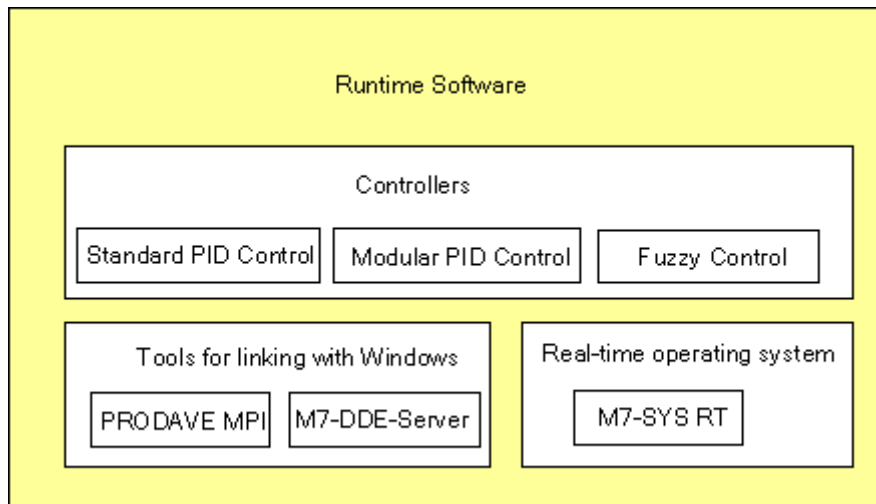 Runtime Software
Controllers
Standard PID Control
Modular PID Control
Fuzzy Control
Tools for linking with Windows
PRODAVE MPI
M7-DDE-Server
Real-time operating system
M7-SYS RT